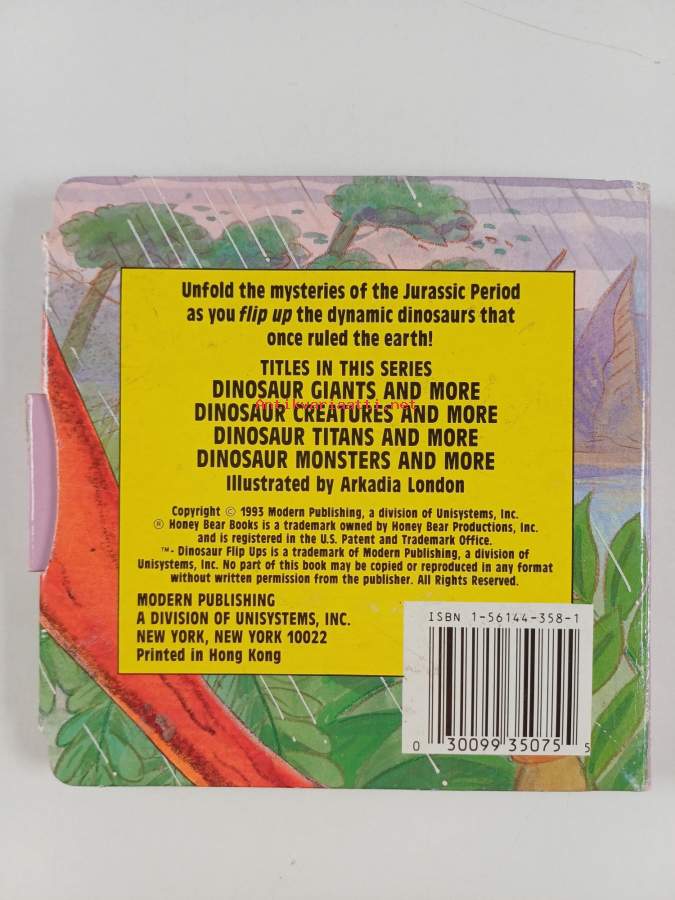 Unfold the mysteries of the Jurassic Period
as you flip up the dynamic dinosaurs that
once ruled the earth!
TITLES IN THIS SERIES
DINOSAUR GIANTS AND MORE
Antikvariaatti.net
DINOSAUR CREATURES AND MORE
DINOSAUR TITANS AND MORE
DINOSAUR MONSTERS AND MORE
Illustrated by Arkadia London
Copyright © 1993 Modern Publishing, a division of Unisystems, Inc.
® Honey Bear Books is a trademark owned by Honey Bear Productions, Inc.
and is registered in the U.S. Patent and Trademark Office.
™- Dinosaur Flip Ups is a trademark of Modern Publishing, a division of
Unisystems, Inc. No part of this book may be copied or reproduced in any format
without written permission from the publisher. All Rights Reserved.
MODERN PUBLISHING
A DIVISION OF UNISYSTEMS, INC.
NEW YORK, NEW YORK 10022
Printed in Hong Kong
ISBN 1-56144-358-1
0 30099 35075 5